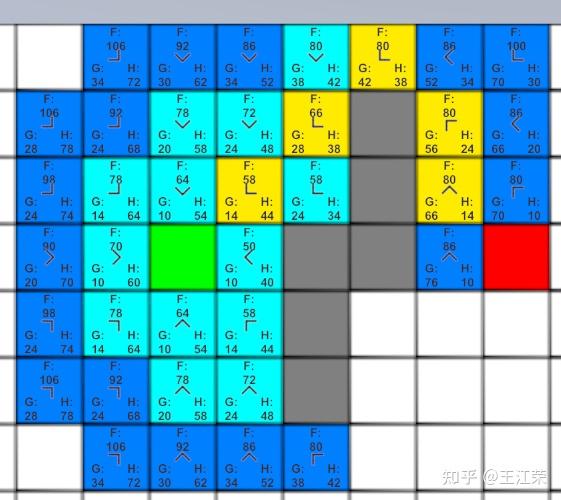 F: F: F: F: F: F: F:
106 92 86 80 80 86 100
G: H: G: H: G: H: G: H: G: H: G: H: G: H:
34 72 30 62 34 52 38 42 42 38 52 34 70 30
F: F: F: F: F: F: F:
106 92 78 72 66 80 86
G: H: G: H: G: H: G: H: G: H: G: H: G: H:
28 78 24 68 20 58 24 48 28 38 56 24 66 20
F: F: F: F: F: F: F:
98 78 64 58 58 80 80
G: H: G: H: G: H: G: H: G: H: G: H: G: H:
24 74 14 64 10 54 14 44 24 34 66 14 70 10
F: F: F: F:
90 70 50 86
G: H: G: H: G: H: G: H:
20 70 10 60 10 40 76 10
F: F: F: F:
98 78 64 58
G: H: G: H: G: H: G: H:
24 74 14 64 10 54 14 44
F: F: F: F:
106 92 78 72
G: H: G: H: G: H: G: H:
28 78 24 68 20 58 24 48
F: F: F: F:
106 92 86 80
G: H: G: H: G: H: G: H:
34 72 30 62 34 52 38 42
知乎 @王江荣